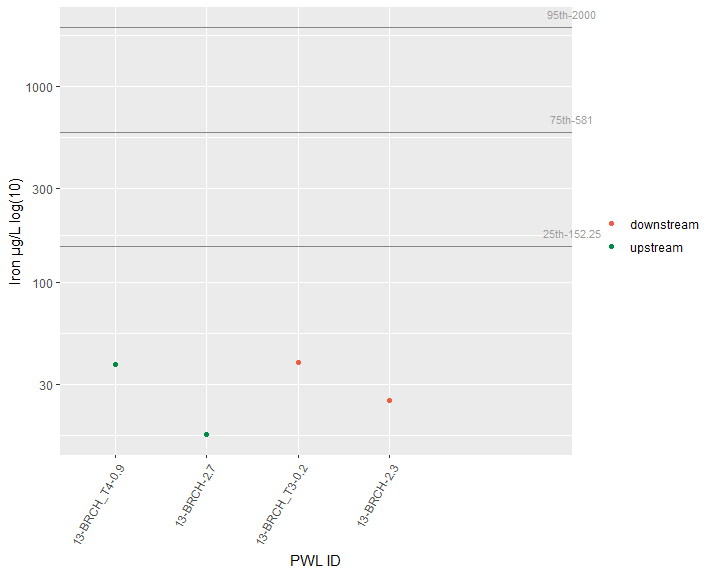 95th-2000
1000
75th-581
300
Iron µg/L log(10)
downstream
25th-152.25
upstream
100
30
13-BRCH_T4-0.9
13-BRCH-2.7
13-BRCH_T3-0.2
13-BRCH-2.3
PWL ID